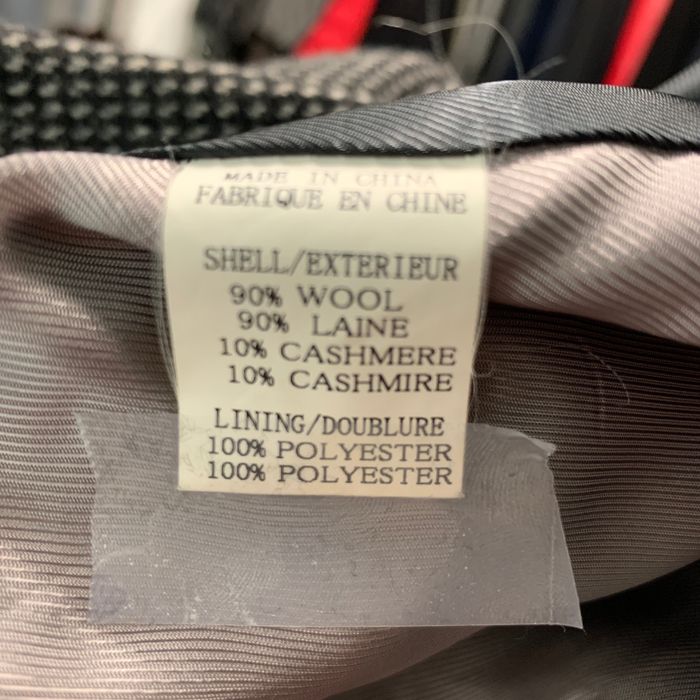 MADE IN CHINA
FABRIQUE EN CHINE
SHELL/EXTERIEUR
90% WOOL
90% LAINE
10% CASHMERE
10% CASHMIRE
LINING/DOUBLURE
100% POLYESTER
100% POLYESTER